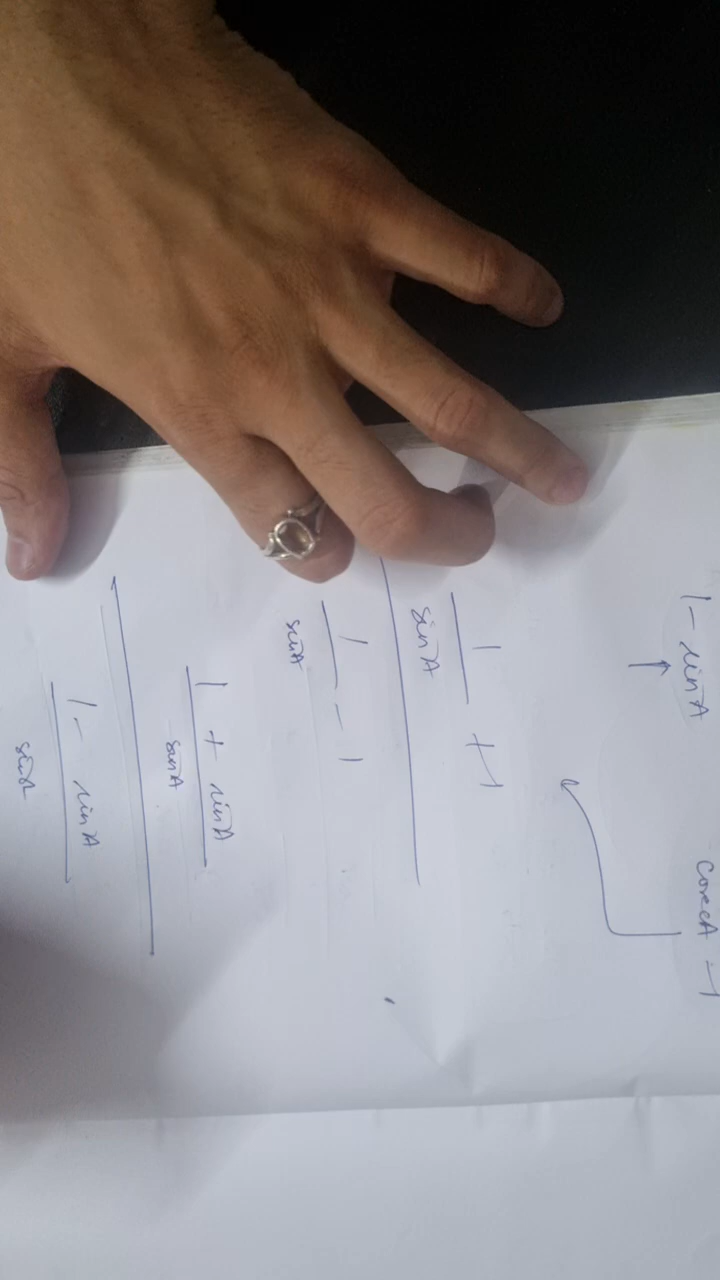 1 - sinA cosecA - 1
1/sinA + 1
1/sinA - 1
1 + sinA
sinA
1 - sinA
sinA